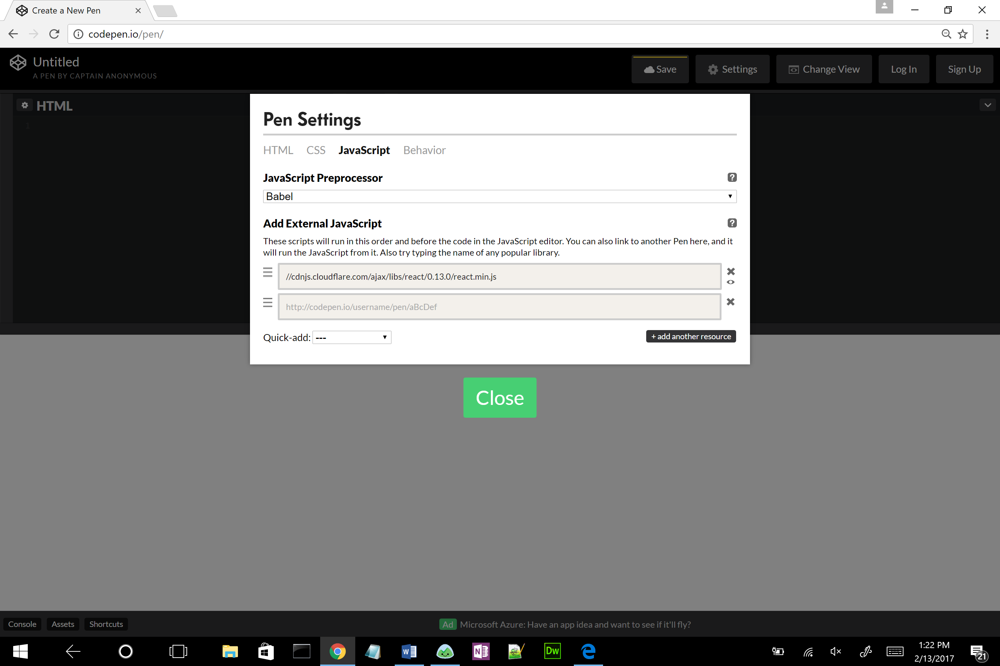 Create a New Pen
codepen.io/pen/
Untitled
A PEN BY CAPTAIN ANONYMOUS
Save
Settings
Change View
Log In
Sign Up
HTML
1
Pen Settings
HTML CSS JavaScript Behavior
JavaScript Preprocessor
?
Babel
Add External JavaScript
?
These scripts will run in this order and before the code in the JavaScript editor. You can also link to another Pen here, and it
will run the JavaScript from it. Also try typing the name of any popular library.
//cdnjs.cloudflare.com/ajax/libs/react/0.13.0/react.min.js
http://codepen.io/username/pen/aBcDef
Quick-add: ---
+ add another resource
Close
Console
Assets
Shortcuts
Ad Microsoft Azure: Have an app idea and want to see if it'll fly?
W
N
Dw
1:22 PM
2/13/2017
21